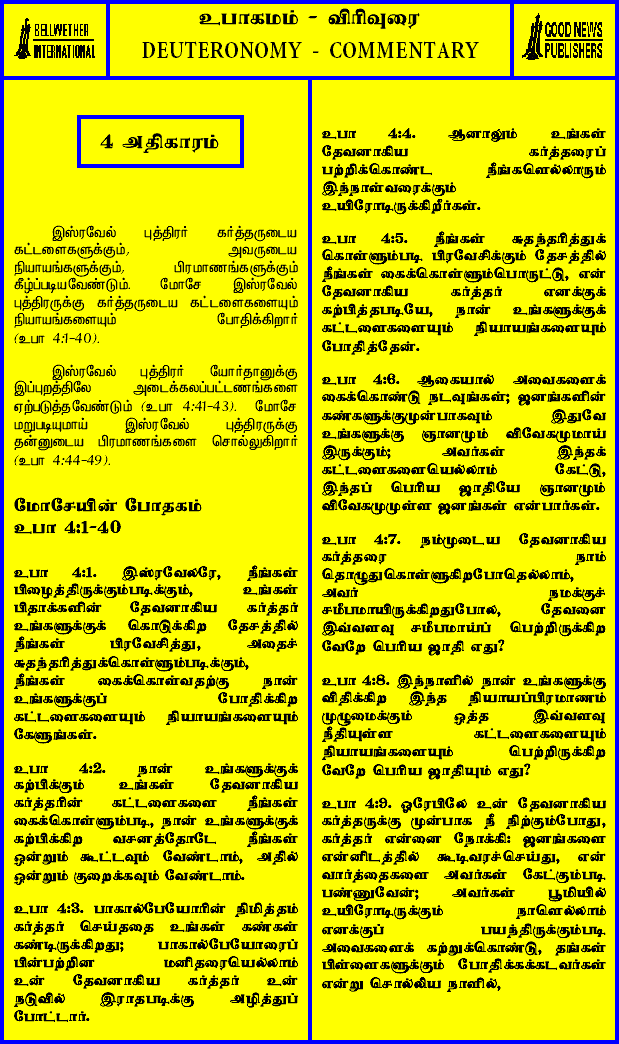 BELLWETHER
INTERNATIONAL
உபாகமம் - விரிவுரை
DEUTERONOMY - COMMENTARY
GOOD NEWS
PUBLISHERS
4 அதிகாரம்
இஸ்ரவேல் புத்திரர் கர்த்தருடைய
கட்டளைகளுக்கும், அவருடைய
நியாயங்களுக்கும், பிரமாணங்களுக்கும்
கீழ்ப்படியவேண்டும். மோசே இஸ்ரவேல்
புத்திரருக்கு கர்த்தருடைய கட்டளைகளையும்
நியாயங்களையும் போதிக்கிறார்
(உபா 4:1-40).
இஸ்ரவேல் புத்திரர் யோர்தானுக்கு
இப்புறத்திலே அடைக்கலப்பட்டணங்களை
ஏற்படுத்தவேண்டும் (உபா 4:41-43). மோசே
மறுபடியுமாய் இஸ்ரவேல் புத்திரருக்கு
தன்னுடைய பிரமாணங்களை சொல்லுகிறார்
(உபா 4:44-49).
மோசேயின் போதகம்
உபா 4:1-40
உபா 4:1. இஸ்ரவேலரே, நீங்கள்
பிழைத்திருக்கும்படிக்கும், உங்கள்
பிதாக்களின் தேவனாகிய கர்த்தர்
உங்களுக்குக் கொடுக்கிற தேசத்தில்
நீங்கள் பிரவேசித்து, அதைச்
சுதந்தரித்துக்கொள்ளும்படிக்கும்,
நீங்கள் கைக்கொள்வதற்கு நான்
உங்களுக்குப் போதிக்கிற
கட்டளைகளையும் நியாயங்களையும்
கேளுங்கள்.
உபா 4:2. நான் உங்களுக்குக்
கற்பிக்கும் உங்கள் தேவனாகிய
கர்த்தரின் கட்டளைகளை நீங்கள்
கைக்கொள்ளும்படி, நான் உங்களுக்குக்
கற்பிக்கிற வசனத்தோடே நீங்கள்
ஒன்றும் கூட்டவும் வேண்டாம், அதில்
ஒன்றும் குறைக்கவும் வேண்டாம்.
உபா 4:3. பாகால்பேயோரின் நிமித்தம்
கர்த்தர் செய்ததை உங்கள் கண்கள்
கண்டிருக்கிறது; பாகால்பேயோரைப்
பின்பற்றின மனிதரையெல்லாம்
உன் தேவனாகிய கர்த்தர் உன்
நடுவில் இராதபடிக்கு அழித்துப்
போட்டார்.
உபா 4:4. ஆனாலும் உங்கள்
தேவனாகிய கர்த்தரைப்
பற்றிக்கொண்ட நீங்களெல்லாரும்
இந்நாள்வரைக்கும்
உயிரோடிருக்கிறீர்கள்.
உபா 4:5. நீங்கள் சுதந்தரித்துக்
கொள்ளும்படி பிரவேசிக்கும் தேசத்தில்
நீங்கள் கைக்கொள்ளும்பொருட்டு, என்
தேவனாகிய கர்த்தர் எனக்குக்
கற்பித்தபடியே, நான் உங்களுக்குக்
கட்டளைகளையும் நியாயங்களையும்
போதித்தேன்.
உபா 4:6. ஆகையால் அவைகளைக்
கைக்கொண்டு நடவுங்கள்; ஜனங்களின்
கண்களுக்குமுன்பாகவும் இதுவே
உங்களுக்கு ஞானமும் விவேகமுமாய்
இருக்கும்; அவர்கள் இந்தக்
கட்டளைகளையெல்லாம் கேட்டு,
இந்தப் பெரிய ஜாதியே ஞானமும்
விவேகமுமுள்ள ஜனங்கள் என்பார்கள்.
உபா 4:7. நம்முடைய தேவனாகிய
கர்த்தரை நாம்
தொழுதுகொள்ளுகிறபோதெல்லாம்,
அவர் நமக்குச்
சமீபமாயிருக்கிறதுபோல, தேவனை
இவ்வளவு சமீபமாய்ப் பெற்றிருக்கிற
வேறே பெரிய ஜாதி எது?
உபா 4:8. இந்நாளில் நான் உங்களுக்கு
விதிக்கிற இந்த நியாயப்பிரமாணம்
முழுமைக்கும் ஒத்த இவ்வளவு
நீதியுள்ள கட்டளைகளையும்
நியாயங்களையும் பெற்றிருக்கிற
வேறே பெரிய ஜாதியும் எது?
உபா 4:9. ஓரேபிலே உன் தேவனாகிய
கர்த்தருக்கு முன்பாக நீ நிற்கும்போது,
கர்த்தர் என்னை நோக்கி: ஜனங்களை
என்னிடத்தில் கூடிவரச்செய்து, என்
வார்த்தைகளை அவர்கள் கேட்கும்படி
பண்ணுவேன்; அவர்கள் பூமியில்
உயிரோடிருக்கும் நாளெல்லாம்
எனக்குப் பயந்திருக்கும்படி
அவைகளைக் கற்றுக்கொண்டு, தங்கள்
பிள்ளைகளுக்கும் போதிக்கக்கடவர்கள்
என்று சொல்லிய நாளில்,